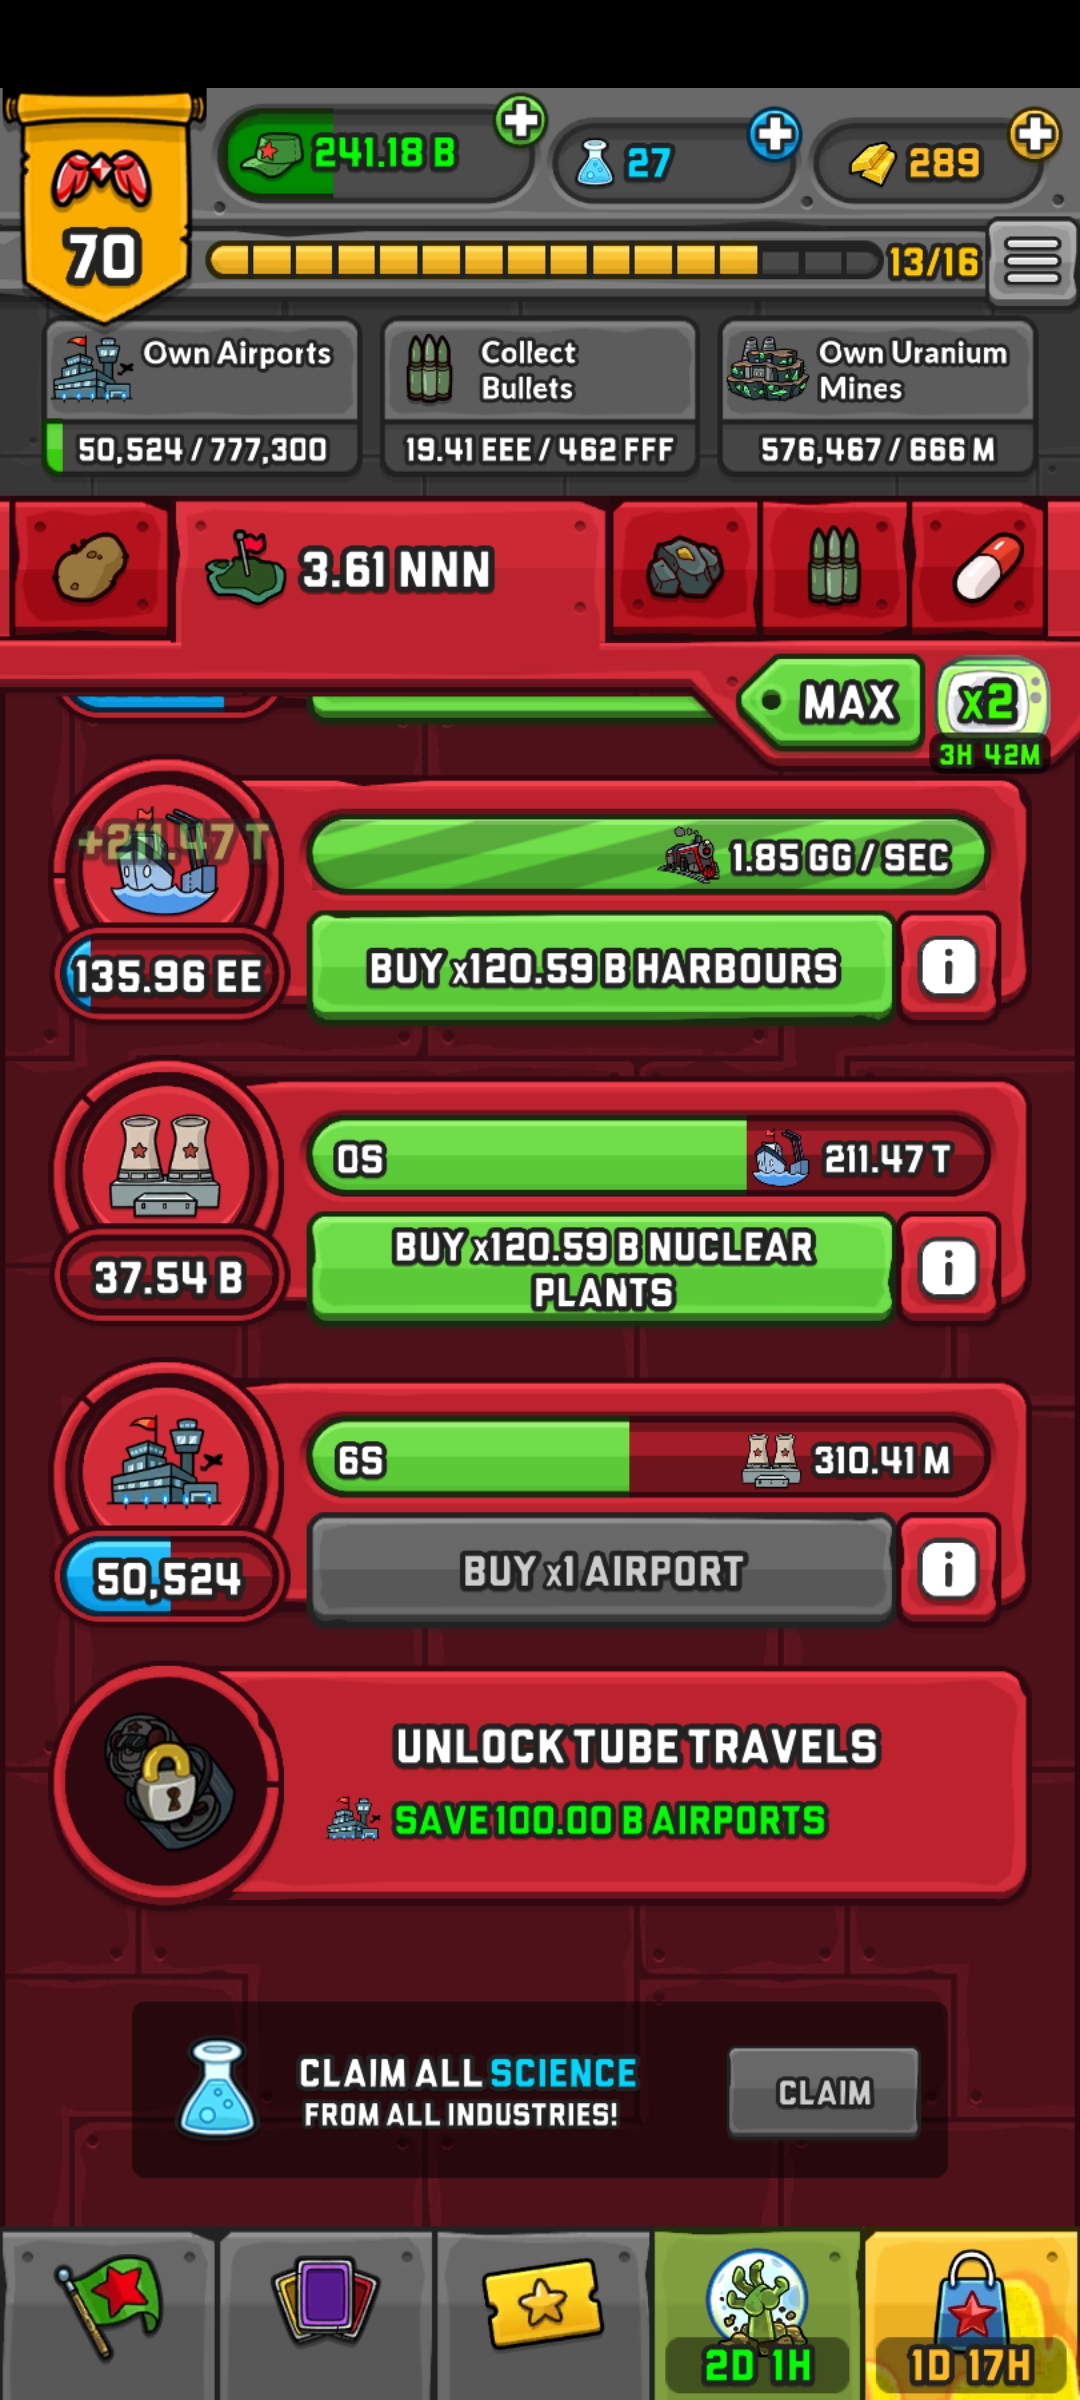 241.18 B
27
289
70
13/16
Own Airports
50,524 / 777,300
Collect
Bullets
19.41 EEE / 462 FFF
Own Uranium
Mines
576,467 / 666 M
3.61 NNN
MAX
x2
3H 42M
+211.47 T
1.85 GG / SEC
135.96 EE
BUY x120.59 B HARBOURS
i
0S
211.47 T
37.54 B
BUY x120.59 B NUCLEAR
PLANTS
i
6S
310.41 M
50,524
BUY x1 AIRPORT
i
UNLOCK TUBE TRAVELS
SAVE 100.00 B AIRPORTS
CLAIM ALL SCIENCE
FROM ALL INDUSTRIES!
CLAIM
2D 1H
1D 17H